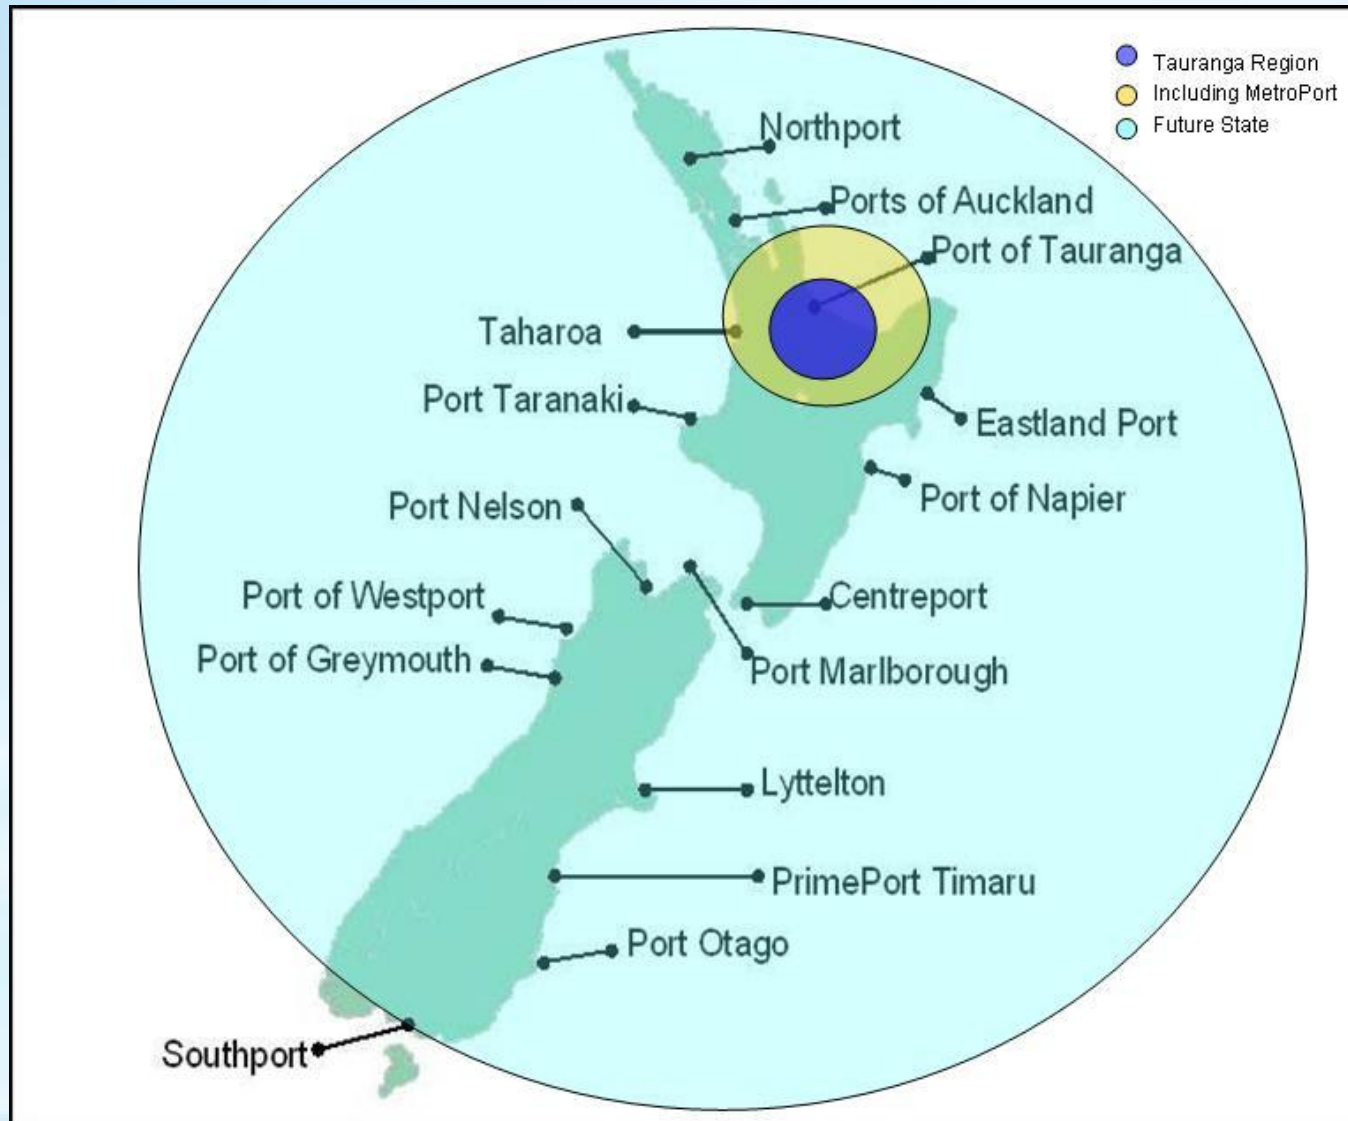 Tauranga Region
Including MetroPort
Future State
Northport
Ports of Auckland
Port of Tauranga
Taharoa
Port Taranaki
Eastland Port
Port of Napier
Port Nelson
Port of Westport
Centreport
Port of Greymouth
Port Marlborough
Lyttelton
PrimePort Timaru
Port Otago
Southport